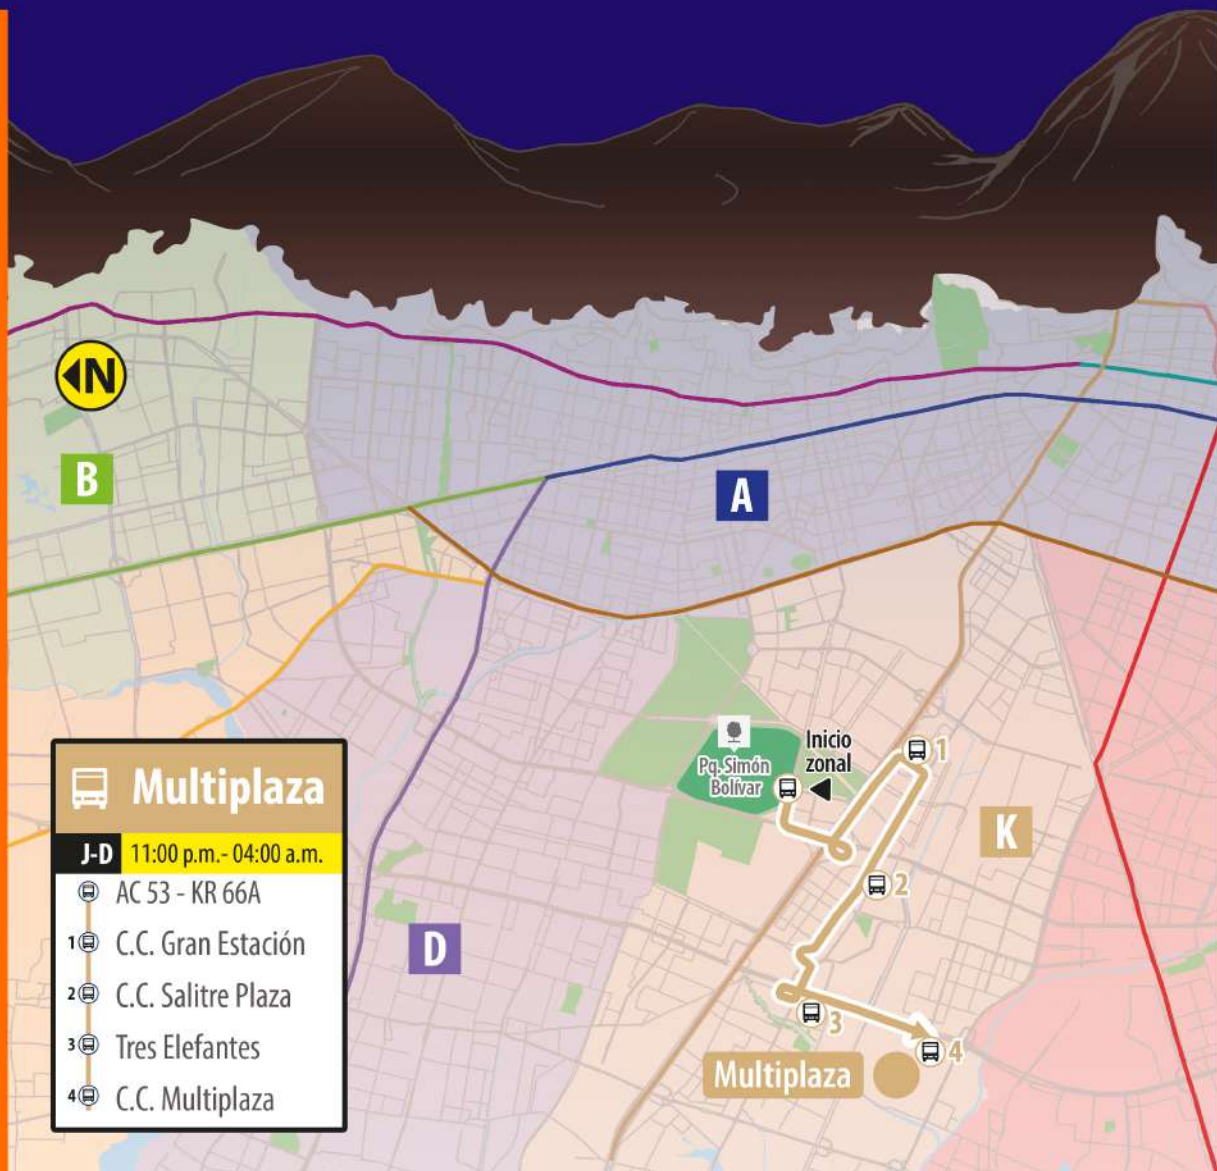 N
B
A
Inicio
zonal
Pq. Simón
Bolívar
1
K
2
D
3
4
Multiplaza
Multiplaza
J-D 11:00 p.m.- 04:00 a.m.
AC 53 - KR 66A
1 C.C. Gran Estación
2 C.C. Salitre Plaza
3 Tres Elefantes
4 C.C. Multiplaza